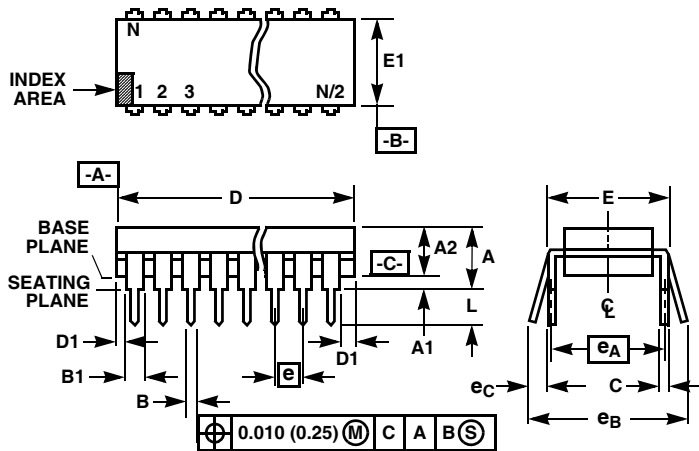 N
E1
INDEX
AREA
1 2 3 N/2
-B-
-A-
D
E
BASE
PLANE
A2
A
-C-
SEATING
PLANE
L
C L
D1
A1
D1
eA
B1
e
eC
C
B
eB
0.010 (0.25) M C A B S